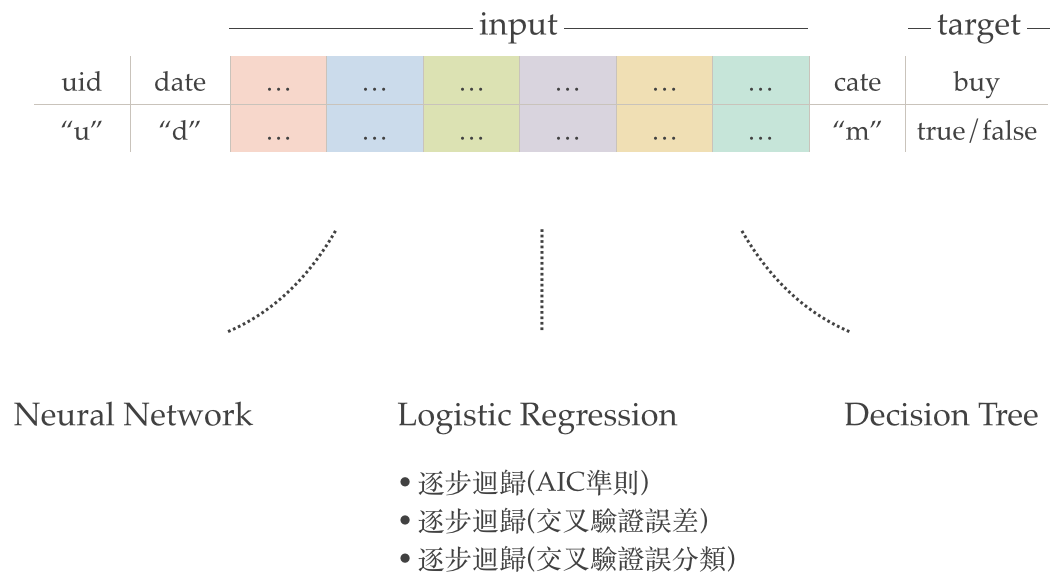 input target
uid date ... ... ... ... ... ... cate buy
“u” “d” ... ... ... ... ... ... “m” true/false
Neural Network Logistic Regression Decision Tree
• 逐步迴歸(AIC準則)
• 逐步迴歸(交叉驗證誤差)
• 逐步迴歸(交叉驗證誤分類)